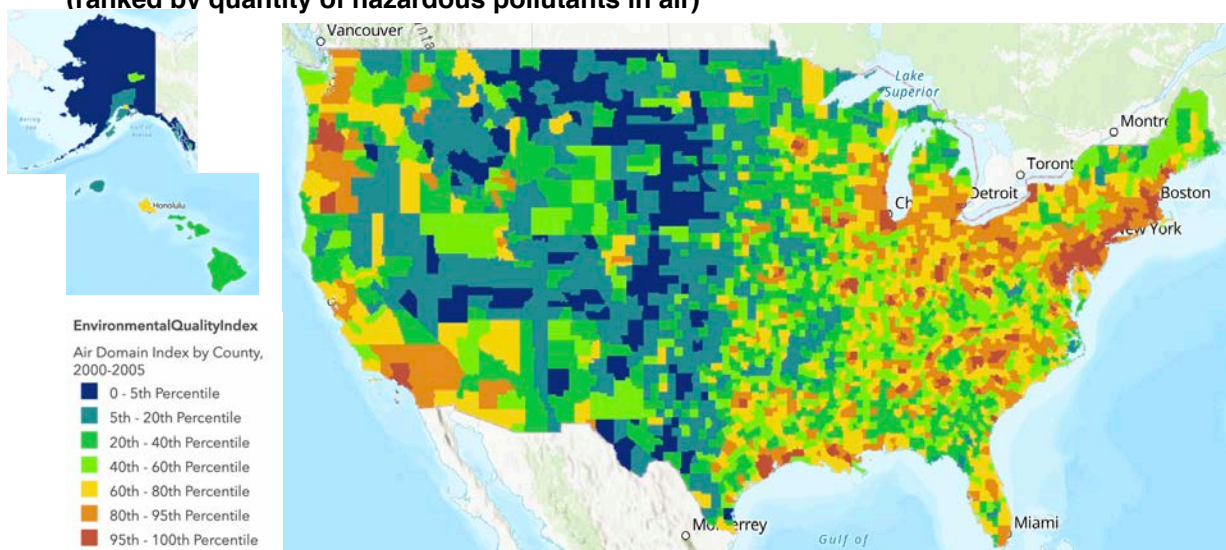 (ranked by quantity of hazardous pollutants in air)
Vancouver
Lake
Superior
Montre
Toront
Detroit
Ch
Boston
New York
Honolulu
Miami
Gulf of
EnvironmentalQualityIndex
Air Domain Index by County,
2000-2005
0 - 5th Percentile
5th - 20th Percentile
20th - 40th Percentile
40th - 60th Percentile
60th - 80th Percentile
80th - 95th Percentile
95th - 100th Percentile